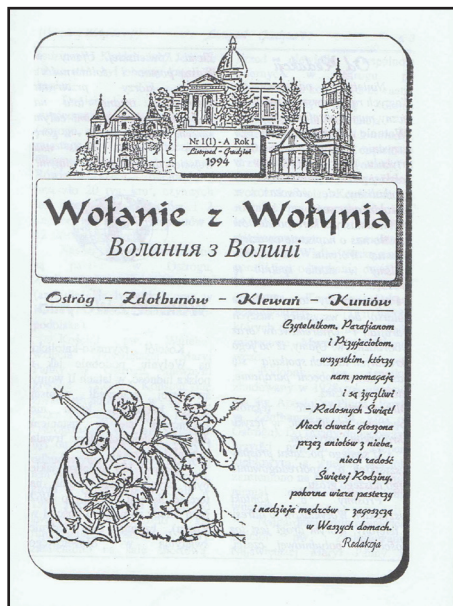 Nr 1(1) - A Rok I
Listopad - Grudzień
1994
Wołanie z Wołynia
Волання з Волині
Ostróg - Zdołbunów - Klewań - Kuniów
Czytelnikom, Parafianom
i Przyjaciołom,
wszystkim, którzy
nam pomagają
i są życzliwi
- Radosnych Świąt!
Niech chwała głoszona
przez aniołów z nieba,
niech radość
Świętej Rodziny,
pokorna wiara pasterzy
i nadzieja mędrców - zagoszczą
w Waszych domach.
Redakcja